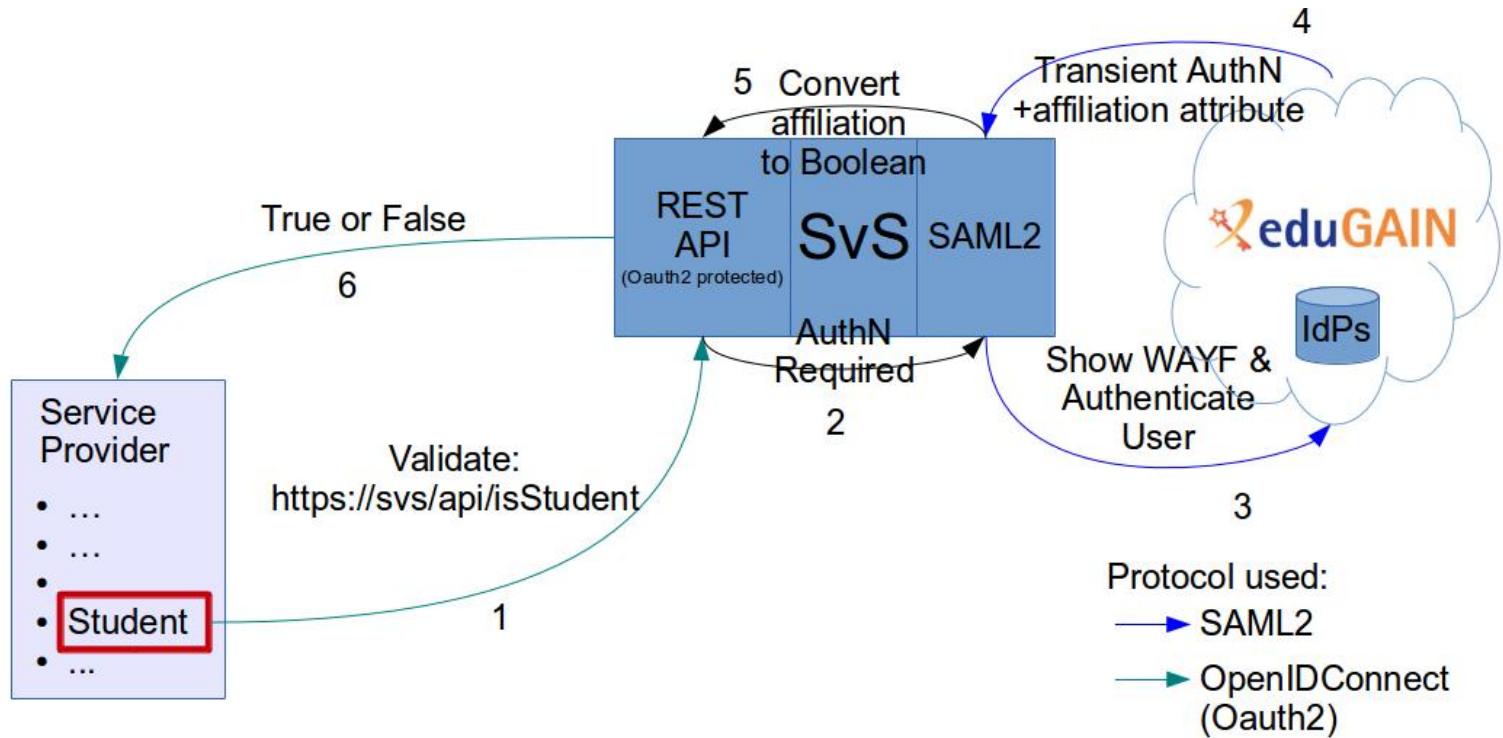 4
Transient AuthN
+affiliation attribute
5
Convert
affiliation
to Boolean
REST
API
(Oauth2 protected)
SvS
SAML2
eduGAIN
IdPs
True or False
6
AuthN
Required
2
Show WAYF &
Authenticate
User
3
Service
Provider
• ...
• ...
•
• Student
• ...
Validate:
https://svs/api/isStudent
1
Protocol used:
SAML2
OpenIDConnect
(Oauth2)